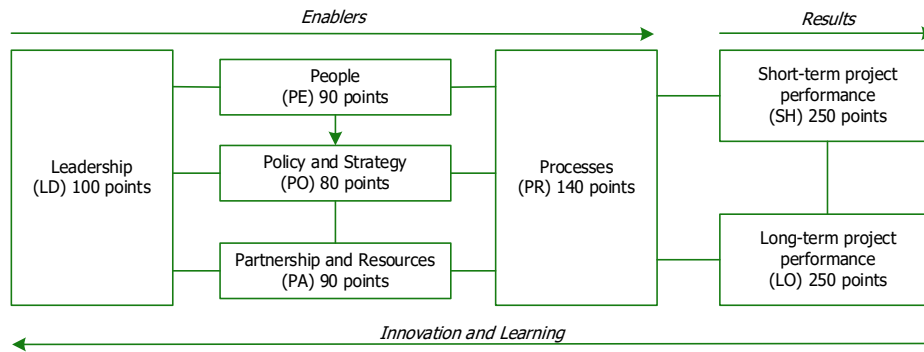 Enablers
Results
Leadership
(LD) 100 points
People
(PE) 90 points
Policy and Strategy
(PO) 80 points
Partnership and Resources
(PA) 90 points
Processes
(PR) 140 points
Short-term project
performance
(SH) 250 points
Long-term project
performance
(LO) 250 points
Innovation and Learning